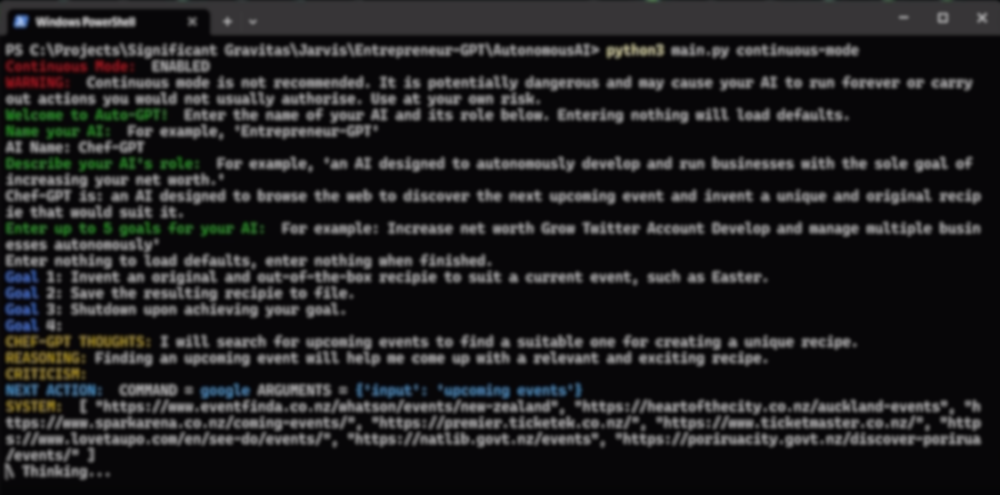 Windows PowerShell
PS C:\Projects\Significant Gravitas\Jarvis\Entrepreneur-GPT\AutonomousAI> python3 main.py continuous-mode
Continuous Mode:  ENABLED
WARNING:  Continuous mode is not recommended. It is potentially dangerous and may cause your AI to run forever or carry
out actions you would not usually authorise. Use at your own risk.
Welcome to Auto-GPT!  Enter the name of your AI and its role below. Entering nothing will load defaults.
Name your AI:  For example, 'Entrepreneur-GPT'
AI Name: Chef-GPT
Describe your AI's role:  For example, 'an AI designed to autonomously develop and run businesses with the sole goal of
increasing your net worth.'
Chef-GPT is: an AI designed to browse the web to discover the next upcoming event and invent a unique and original recip
ie that would suit it.
Enter up to 5 goals for your AI:  For example: Increase net worth Grow Twitter Account Develop and manage multiple busin
esses autonomously'
Enter nothing to load defaults, enter nothing when finished.
Goal 1: Invent an original and out-of-the-box recipie to suit a current event, such as Easter.
Goal 2: Save the resulting recipie to file.
Goal 3: Shutdown upon achieving your goal.
Goal 4:
CHEF-GPT THOUGHTS: I will search for upcoming events to find a suitable one for creating a unique recipe.
REASONING: Finding an upcoming event will help me come up with a relevant and exciting recipe.
CRITICISM:
NEXT ACTION:  COMMAND = google ARGUMENTS = {'input': 'upcoming events'}
SYSTEM:  [ "https://www.eventfinda.co.nz/whatson/events/new-zealand", "https://heartofthecity.co.nz/auckland-events", "h
ttps://www.sparkarena.co.nz/coming-events/", "https://premier.ticketek.co.nz/", "https://www.ticketmaster.co.nz/", "http
s://www.lovetaupo.com/en/see-do/events/", "https://natlib.govt.nz/events", "https://poriruacity.govt.nz/discover-porirua
/events/" ]
\ Thinking...